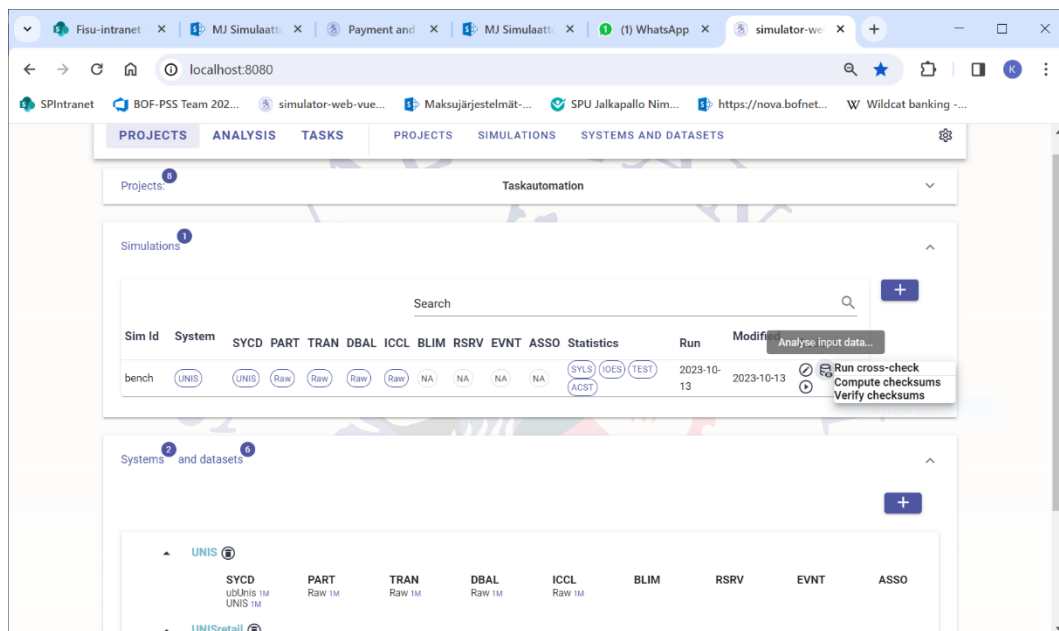 Fisu-intranet
MJ Simulaatt
Payment and
MJ Simulaatt
(1) WhatsApp
simulator-we
localhost:8080
K
SPIntranet
BOF-PSS Team 202...
simulator-web-vue...
Maksujärjestelmät-...
SPU Jalkapallo Nim...
https://nova.bofnet...
Wildcat banking -...
PROJECTS ANALYSIS TASKS PROJECTS SIMULATIONS SYSTEMS AND DATASETS
Projects: 8 Taskautomation
Simulations 1
Search
Sim Id System SYCD PART TRAN DBAL ICCL BLIM RSRV EVNT ASSO Statistics Run
Analyse input data...
bench UNIS UNIS Raw Raw Raw Raw NA NA NA NA SYLS IOES TEST ACST 2023-10-13 2023-10-13
Run cross-check
Compute checksums
Verify checksums
Systems 2 and datasets 6
UNIS
SYCD PART TRAN DBAL ICCL BLIM RSRV EVNT ASSO
ubUnis 1M Raw 1M Raw 1M Raw 1M Raw 1M
UNIS 1M
UNISretail